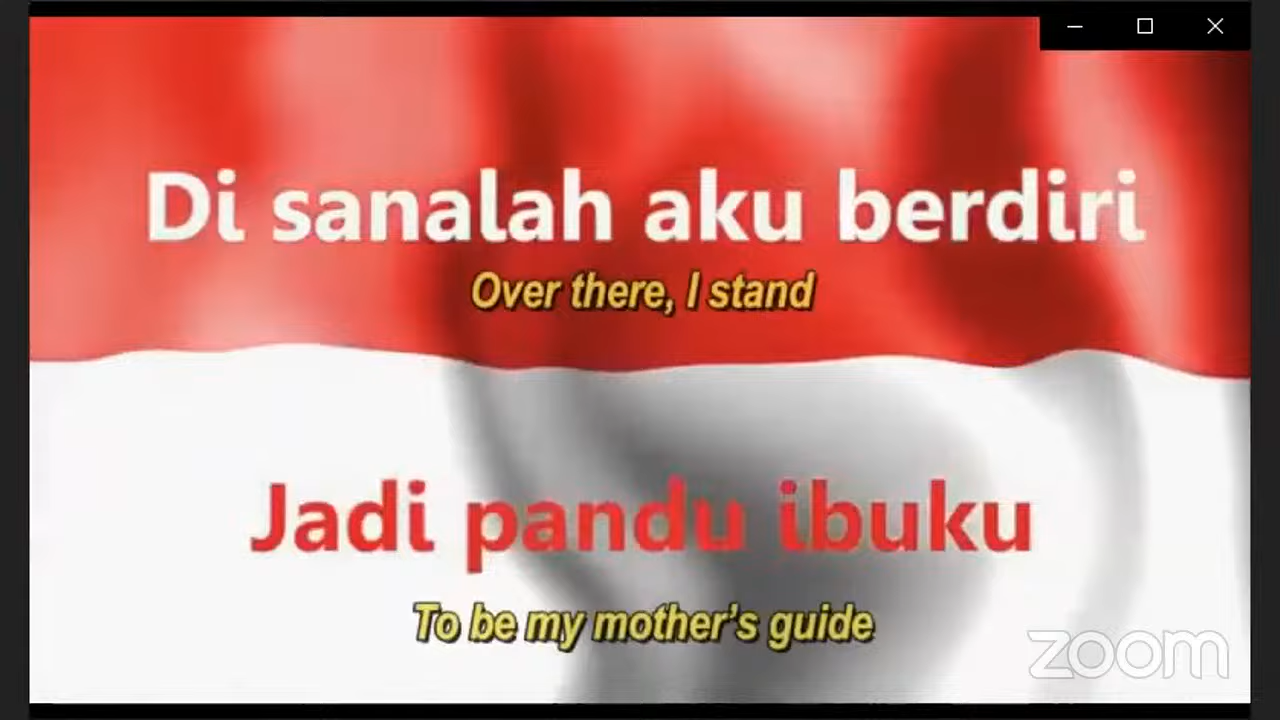 Di sanalah aku berdiri
Over there, I stand
Jadi pandu ibuku
To be my mother's guide
zoom